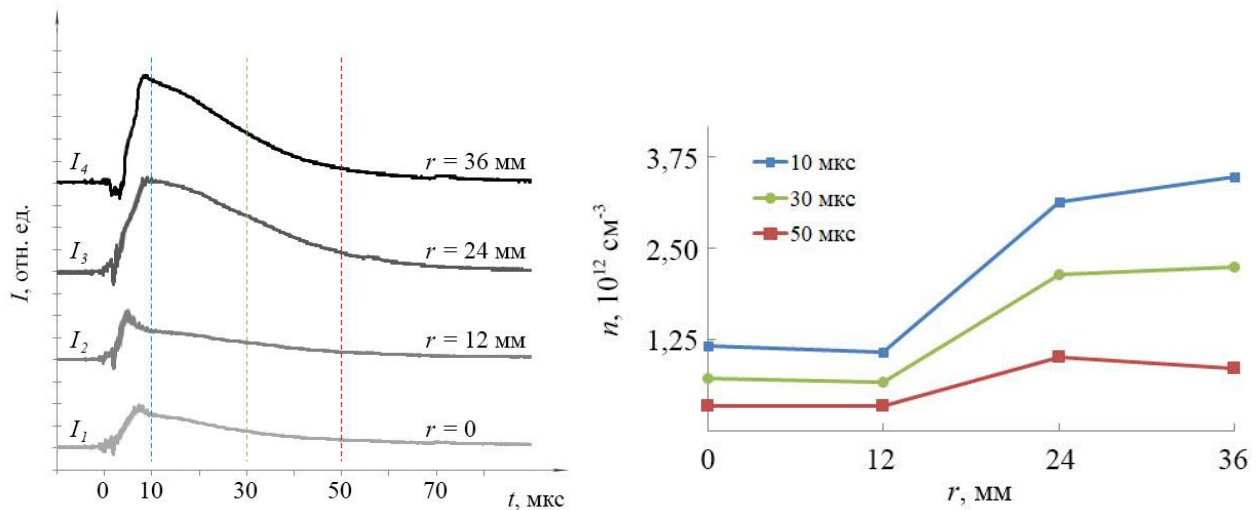 I, отн. ед.
I₄
r = 36 мм
I₃
r = 24 мм
I₂
r = 12 мм
I₁
r = 0
0 10 30 50 70
t, мкс
n, 10¹² см⁻³
3,75
2,50
1,25
10 мкс
30 мкс
50 мкс
0 12 24 36
r, мм